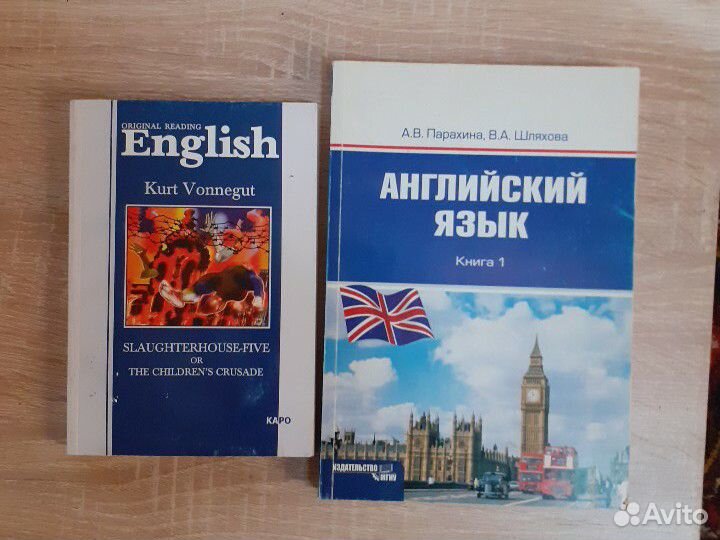 ORIGINAL READING
English
Kurt Vonnegut
SLAUGHTERHOUSE-FIVE
OR
THE CHILDREN'S CRUSADE
КАРО
А.В. Парахина, В.А. Шляхова
АНГЛИЙСКИЙ
ЯЗЫК
Книга 1
ИЗДАТЕЛЬСТВО
Avito